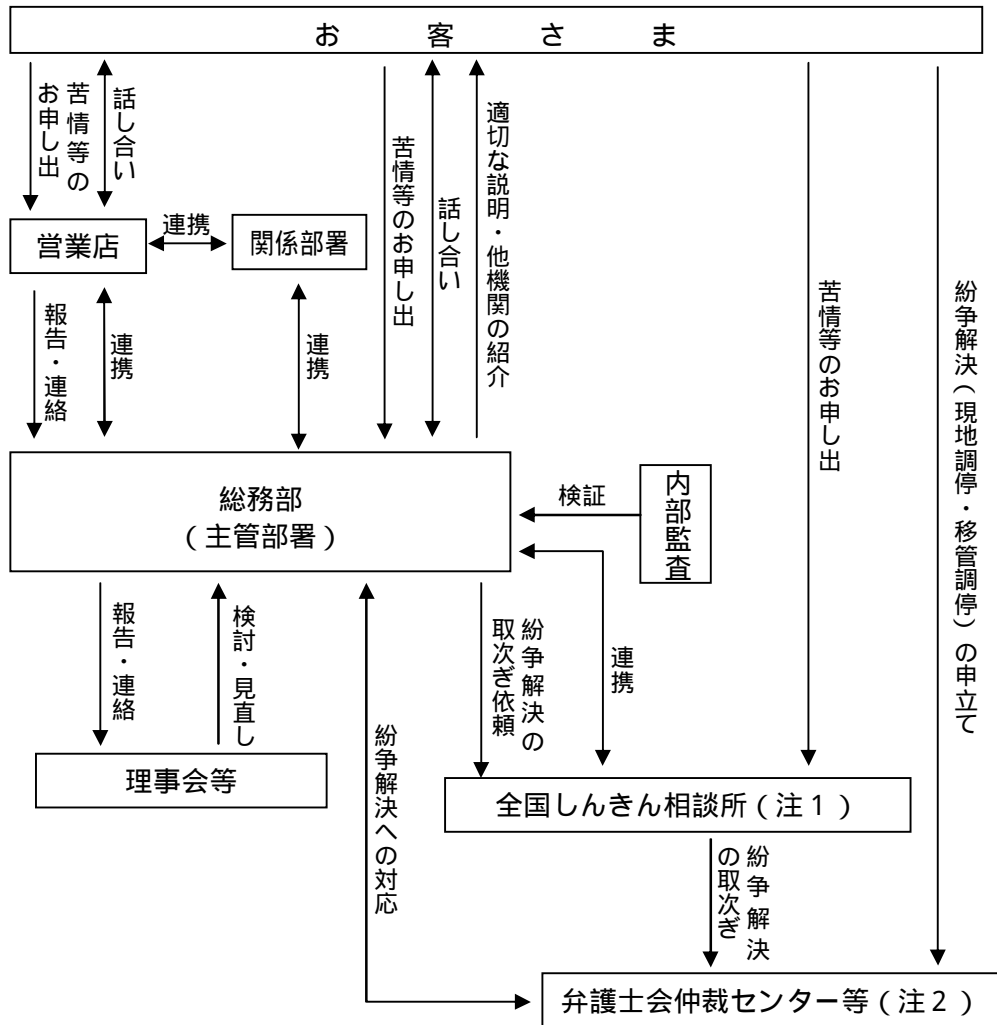 お客さま
苦情等の
お申し出
話し合い
苦情等のお申し出
話し合い
適切な説明・他機関の紹介
苦情等のお申し出
紛争解決(現地調停・移管調停)の申立て
営業店
連携
関係部署
報告・連絡
連携
連携
総務部
(主管部署)
検証
内部監査
報告・連絡
検討・見直し
紛争解決への対応
紛争解決の
取次ぎ依頼
連携
理事会等
全国しんきん相談所(注1)
紛争解決
の取次ぎ
弁護士会仲裁センター等(注2)